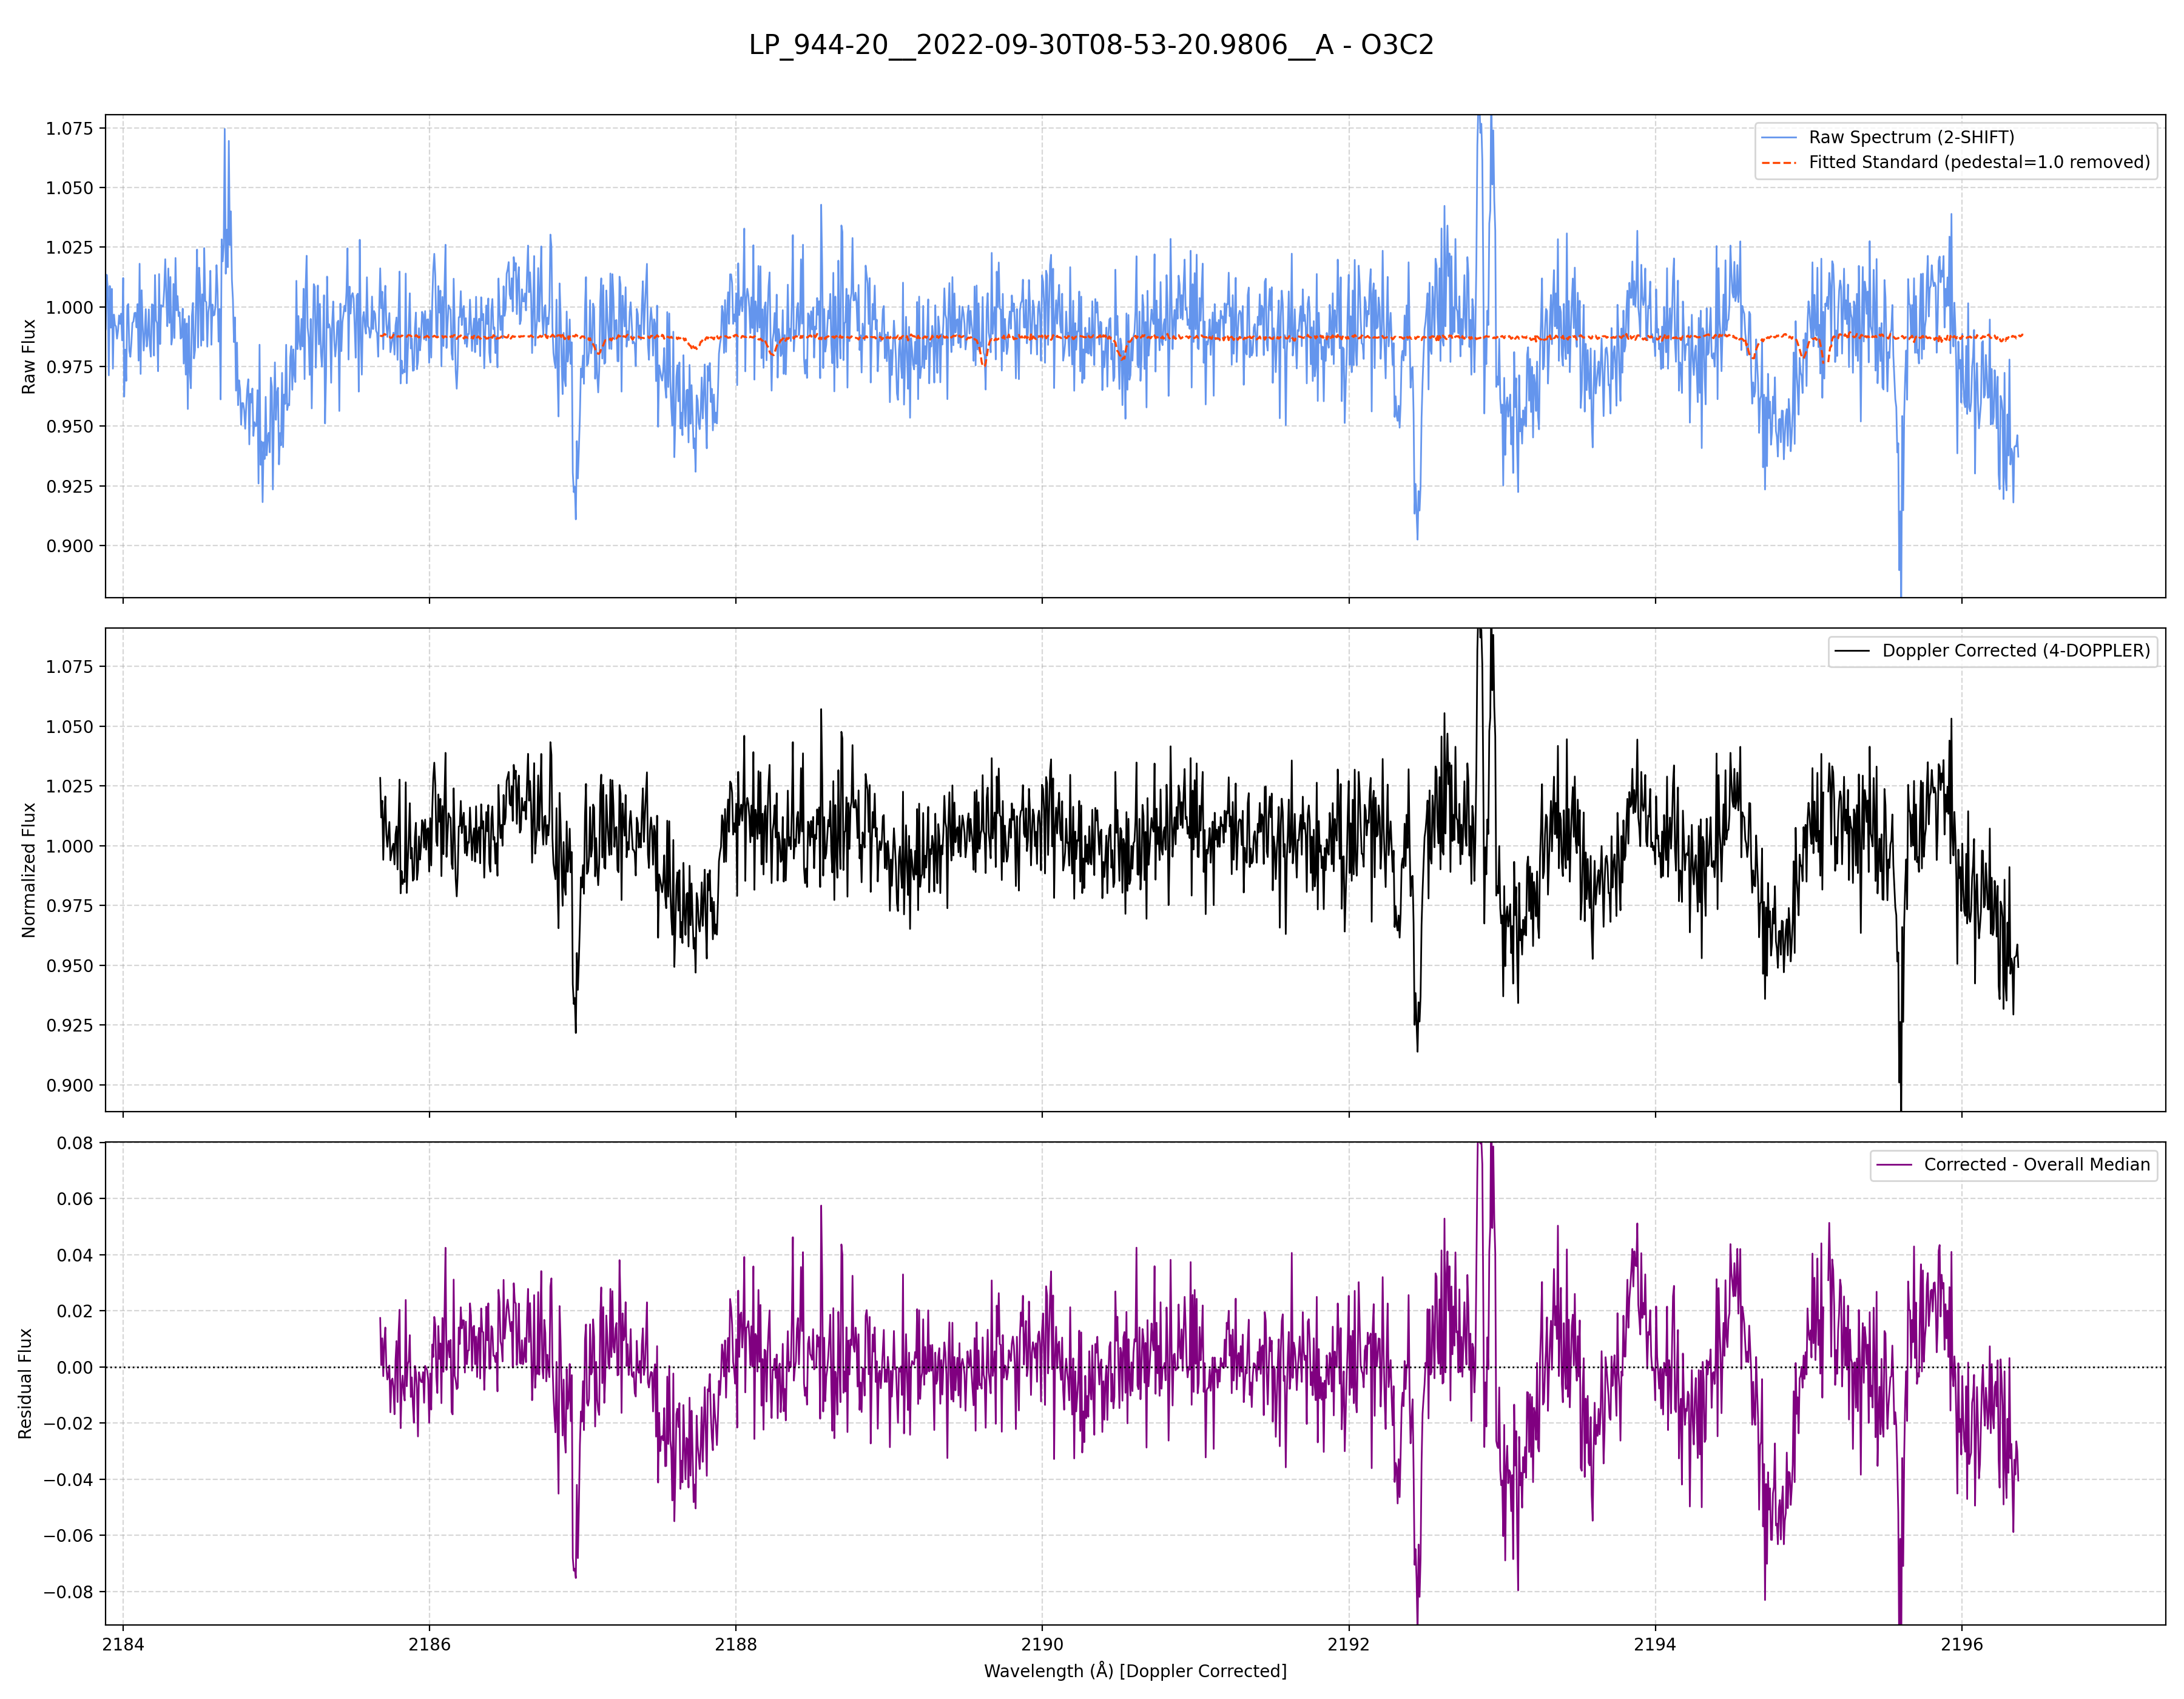 LP_944-20__2022-09-30T08-53-20.9806__A - O3C2
Raw Flux
1.075
1.050
1.025
1.000
0.975
0.950
0.925
0.900
Raw Spectrum (2-SHIFT)
Fitted Standard (pedestal=1.0 removed)
Normalized Flux
1.075
1.050
1.025
1.000
0.975
0.950
0.925
0.900
Doppler Corrected (4-DOPPLER)
Residual Flux
0.08
0.06
0.04
0.02
0.00
−0.02
−0.04
−0.06
−0.08
Corrected - Overall Median
2184 2186 2188 2190 2192 2194 2196
Wavelength (Å) [Doppler Corrected]